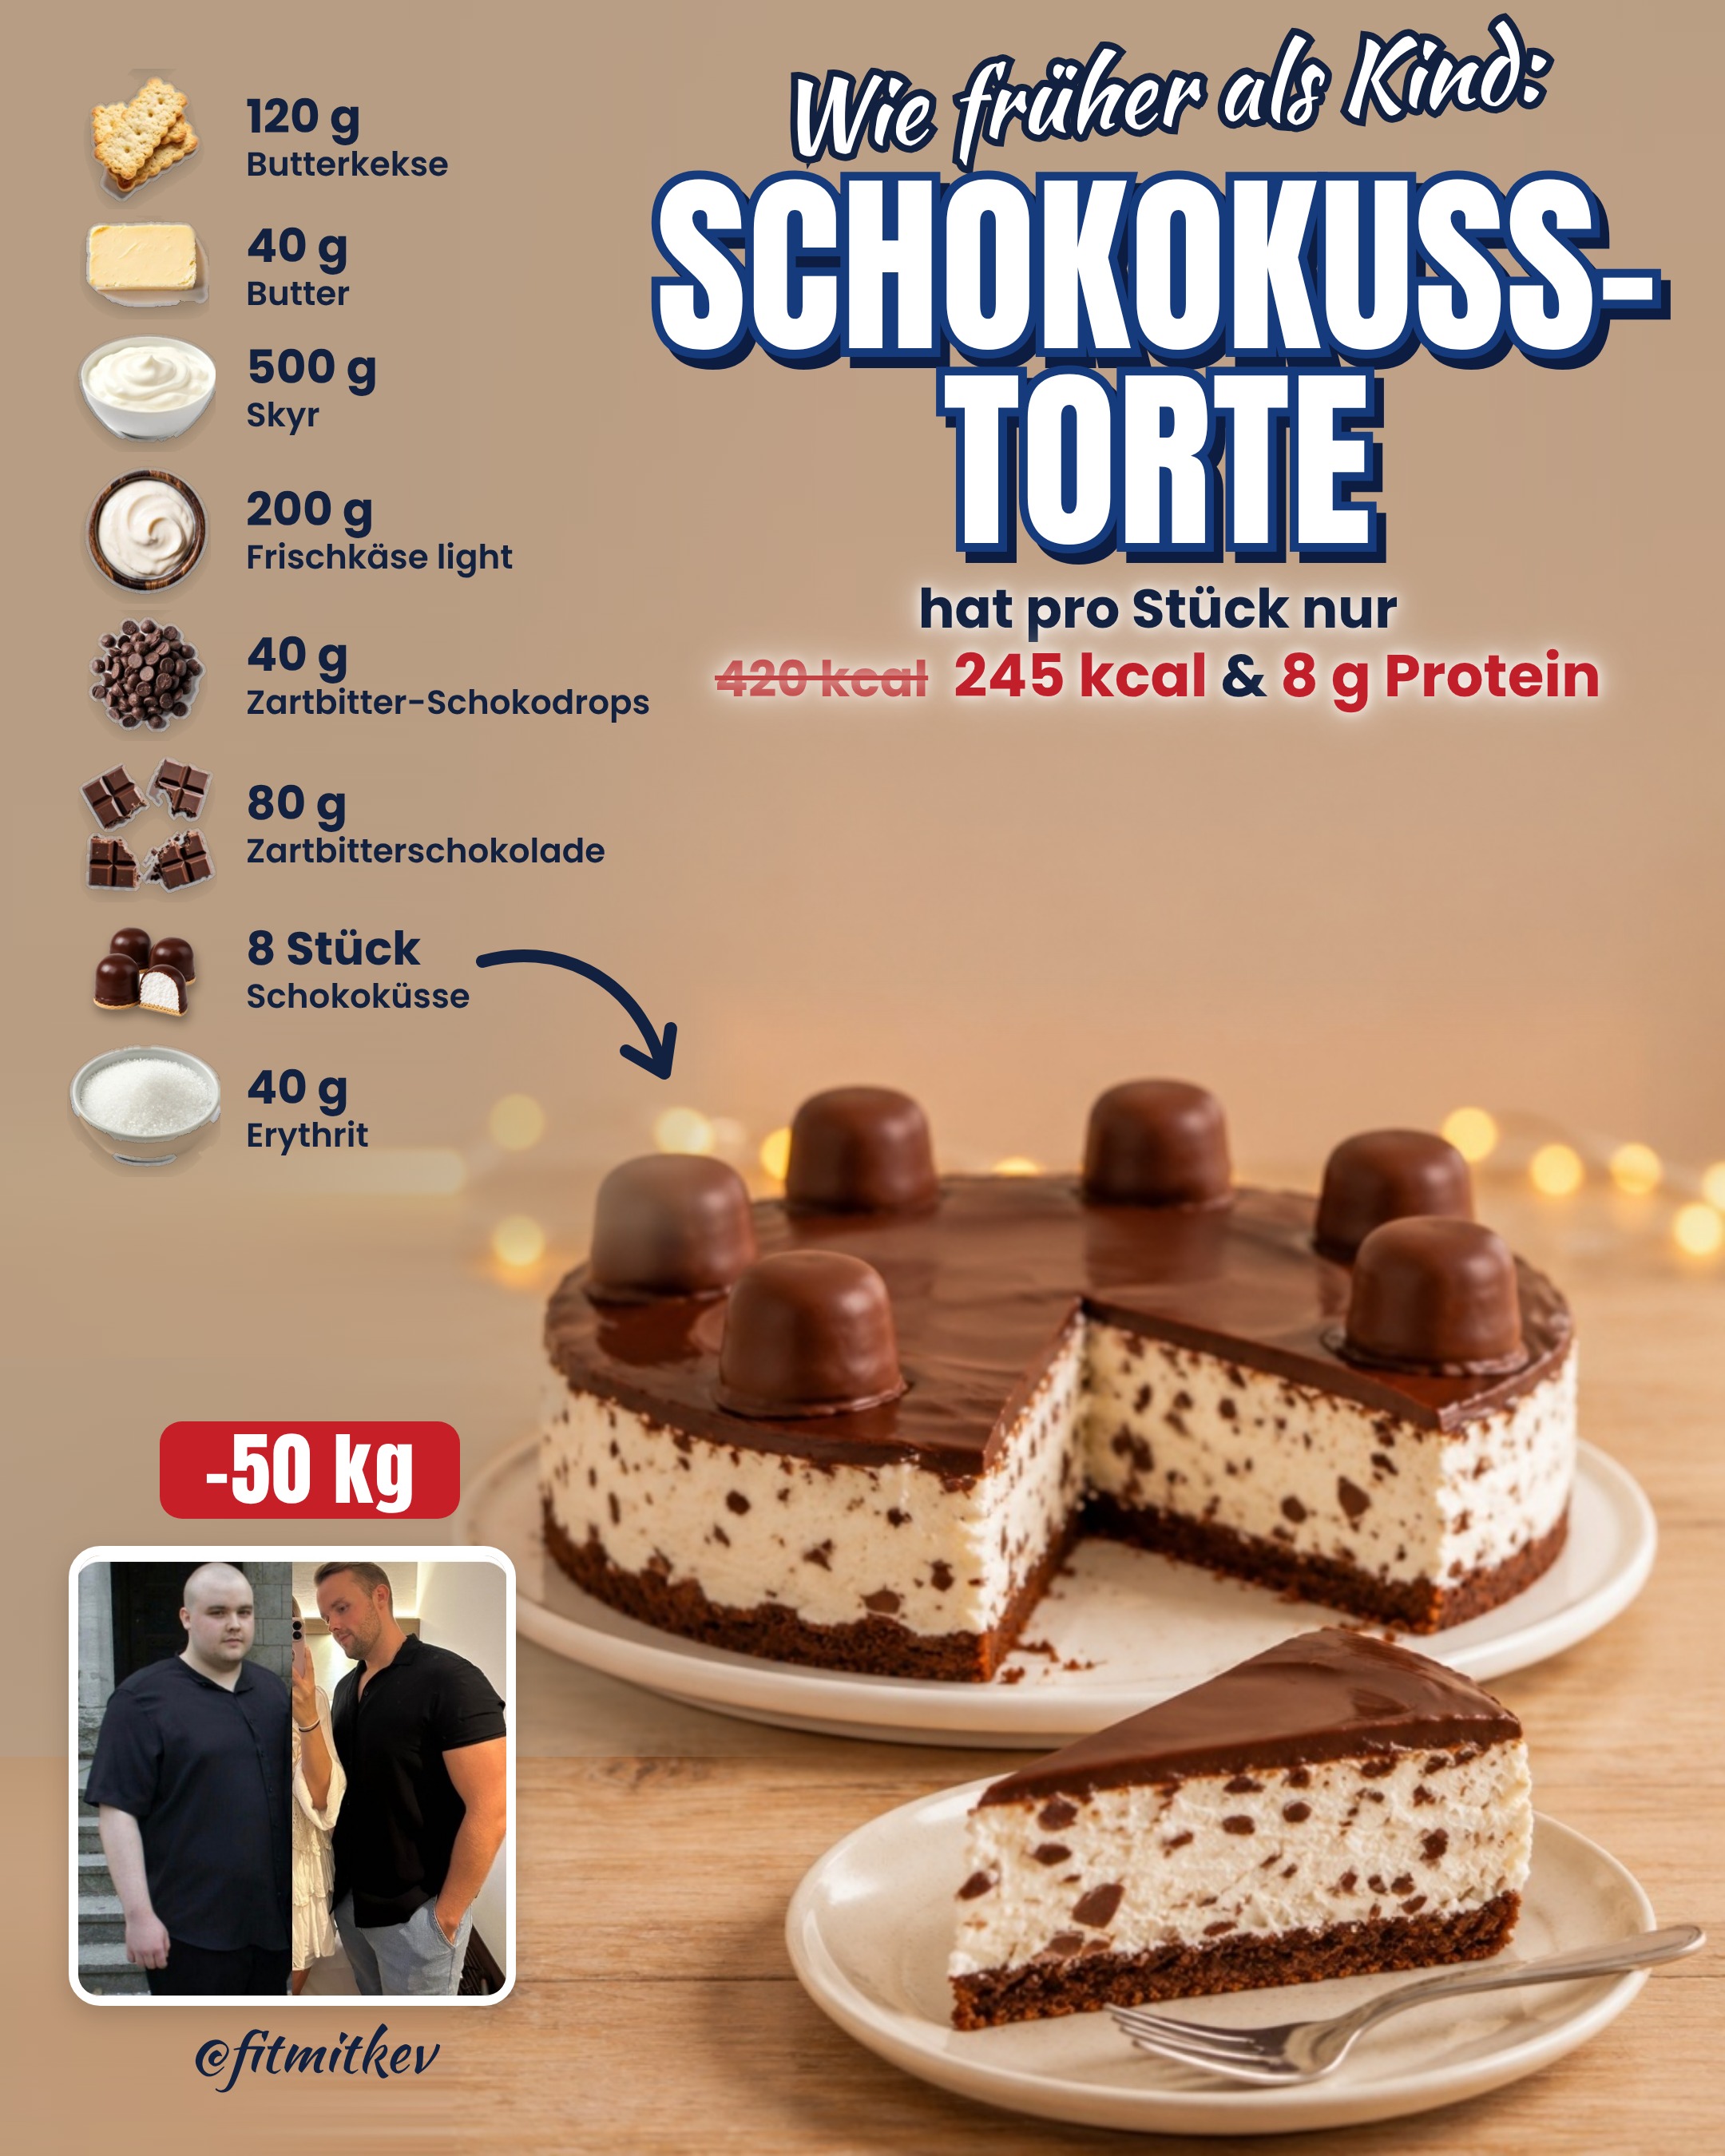 Wie früher als Kind:
SCHOKOKUSS-
TORTE
hat pro Stück nur
420 kcal 245 kcal & 8 g Protein
120 g
Butterkekse
40 g
Butter
500 g
Skyr
200 g
Frischkäse light
40 g
Zartbitter-Schokodrops
80 g
Zartbitterschokolade
8 Stück
Schokoküsse
40 g
Erythrit
-50 kg
@fitmitkev